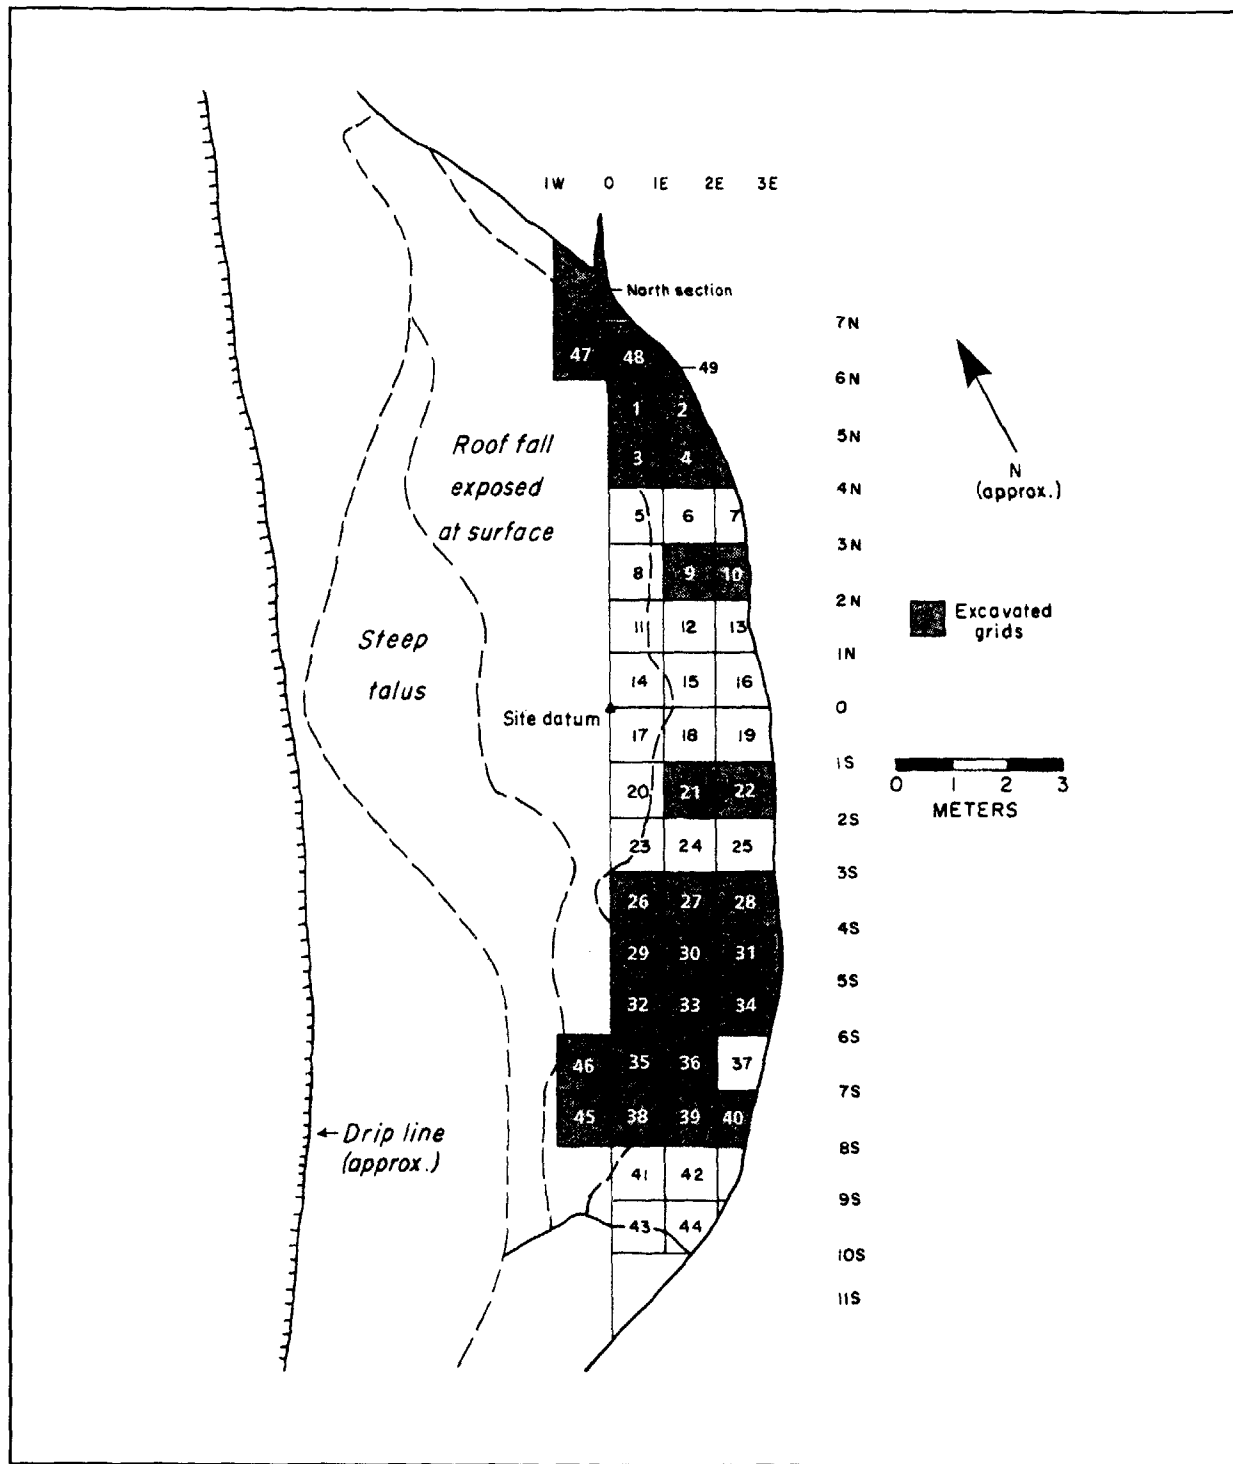 1W 0 1E 2E 3E
North section
7N
47 48 49
6N
1 2
5N
3 4
4N
5 6 7
3N
8 9 10
2N
11 12 13
1N
14 15 16
0
17 18 19
1S
20 21 22
2S
23 24 25
3S
26 27 28
4S
29 30 31
5S
32 33 34
6S
46 35 36 37
7S
45 38 39 40
8S
41 42
9S
43 44
10S
11S
Roof fall
exposed
at surface
Steep
talus
Site datum
Drip line
(approx.)
N
(approx.)
Excavated
grids
0 1 2 3
METERS